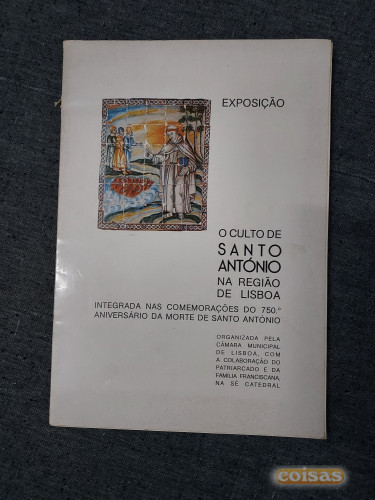 EXPOSIÇÃO
O CULTO DE
SANTO
ANTÓNIO
NA REGIÃO
DE LISBOA
INTEGRADA NAS COMEMORAÇÕES DO 750.º
ANIVERSÁRIO DA MORTE DE SANTO ANTÓNIO
ORGANIZADA PELA
CÂMARA MUNICIPAL
DE LISBOA, COM
A COLABORAÇÃO DO
PATRIARCADO E DA
FAMÍLIA FRANCISCANA,
NA SÉ CATEDRAL
coisas